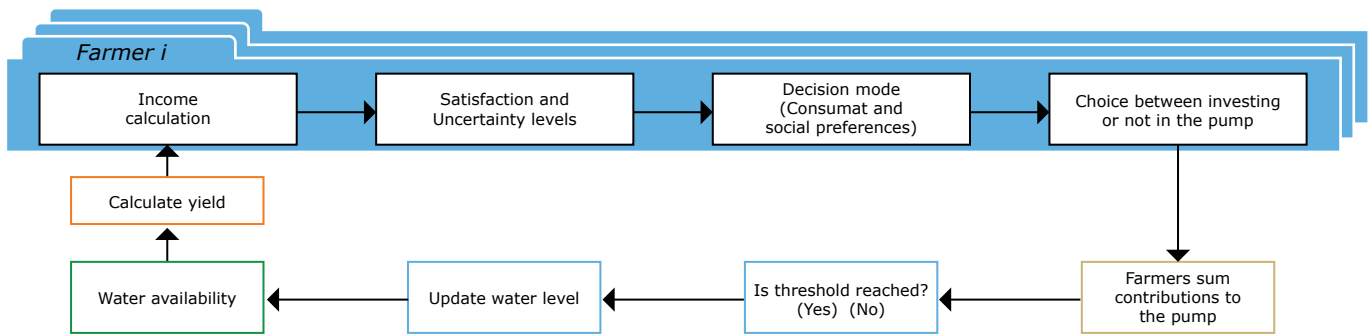 Farmer i
Income
calculation
Satisfaction and
Uncertainty levels
Decision mode
(Consumat and
social preferences)
Choice between investing
or not in the pump
Calculate yield
Water availability
Update water level
Is threshold reached?
(Yes) (No)
Farmers sum
contributions to
the pump